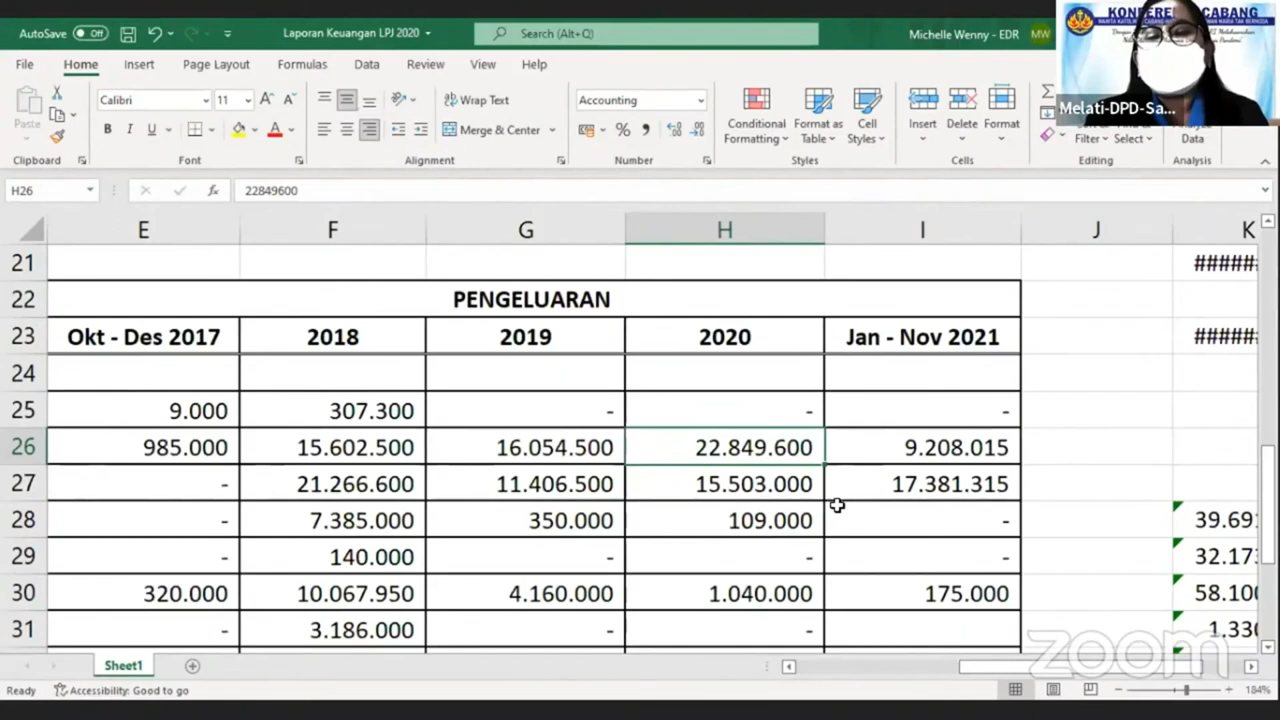 AutoSave Off
Laporan Keuangan LPJ 2020
Search (Alt+Q)
Michelle Wenny - EDR MW
CABANG
Melati-DPD-Sa...
File Home Insert Page Layout Formulas Data Review View Help
Paste
Calibri 11
B I U
Wrap Text
Merge & Center
Accounting
Conditional Formatting
Format as Table
Cell Styles
Insert Delete Format
Filter Select
Data
Clipboard Font Alignment Number Styles Cells Editing Analysis
H26 fx 22849600
E F G H I J K
21 ######
22 PENGELUARAN
23 Okt - Des 2017 2018 2019 2020 Jan - Nov 2021 ######
24
25 9.000 307.300 - - -
26 985.000 15.602.500 16.054.500 22.849.600 9.208.015
27 - 21.266.600 11.406.500 15.503.000 17.381.315
28 - 7.385.000 350.000 109.000 - 39.69
29 - 140.000 - - - 32.17
30 320.000 10.067.950 4.160.000 1.040.000 175.000 58.10
31 - 3.186.000 - - 1.33
zoom
Sheet1
Ready Accessibility: Good to go 184%